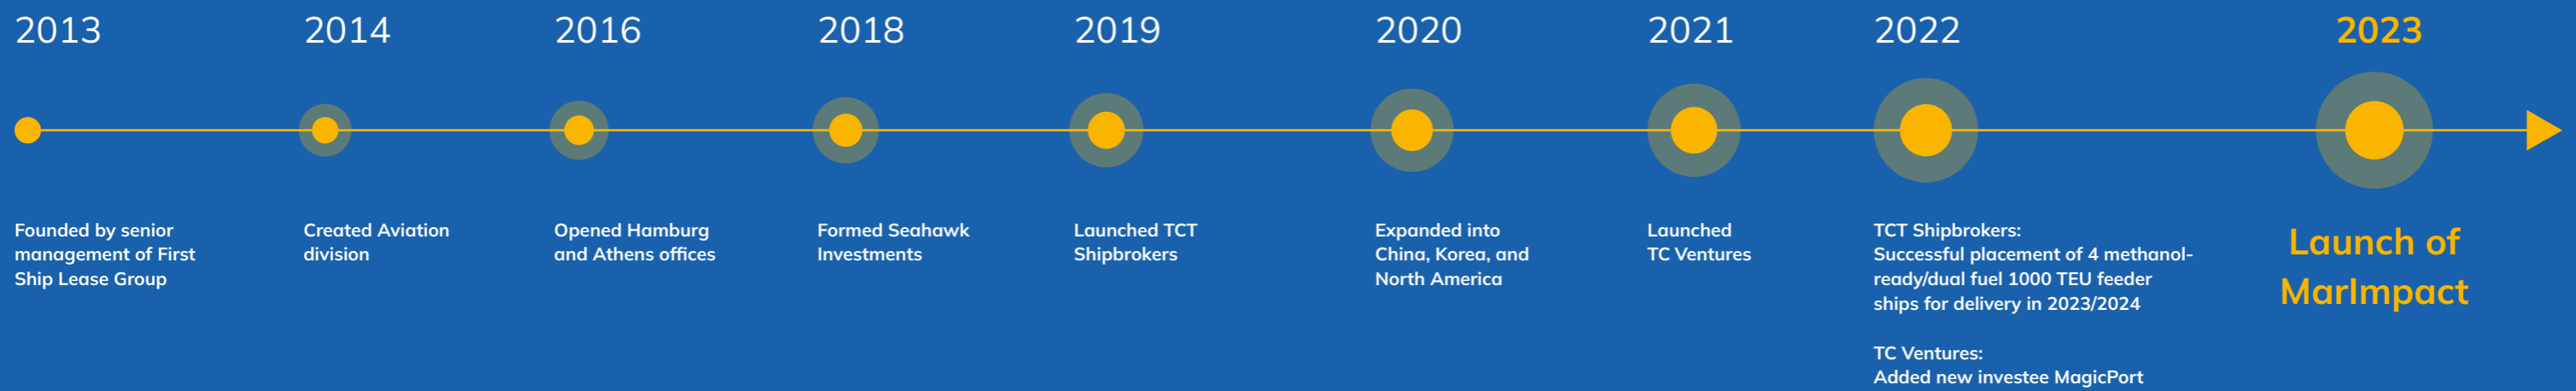 2013
Founded by senior
management of First
Ship Lease Group
2014
Created Aviation
division
2016
Opened Hamburg
and Athens offices
2018
Formed Seahawk
Investments
2019
Launched TCT
Shipbrokers
2020
Expanded into
China, Korea, and
North America
2021
Launched
TC Ventures
2022
TCT Shipbrokers:
Successful placement of 4 methanol-
ready/dual fuel 1000 TEU feeder
ships for delivery in 2023/2024
TC Ventures:
Added new investee MagicPort
2023
Launch of
MarImpact